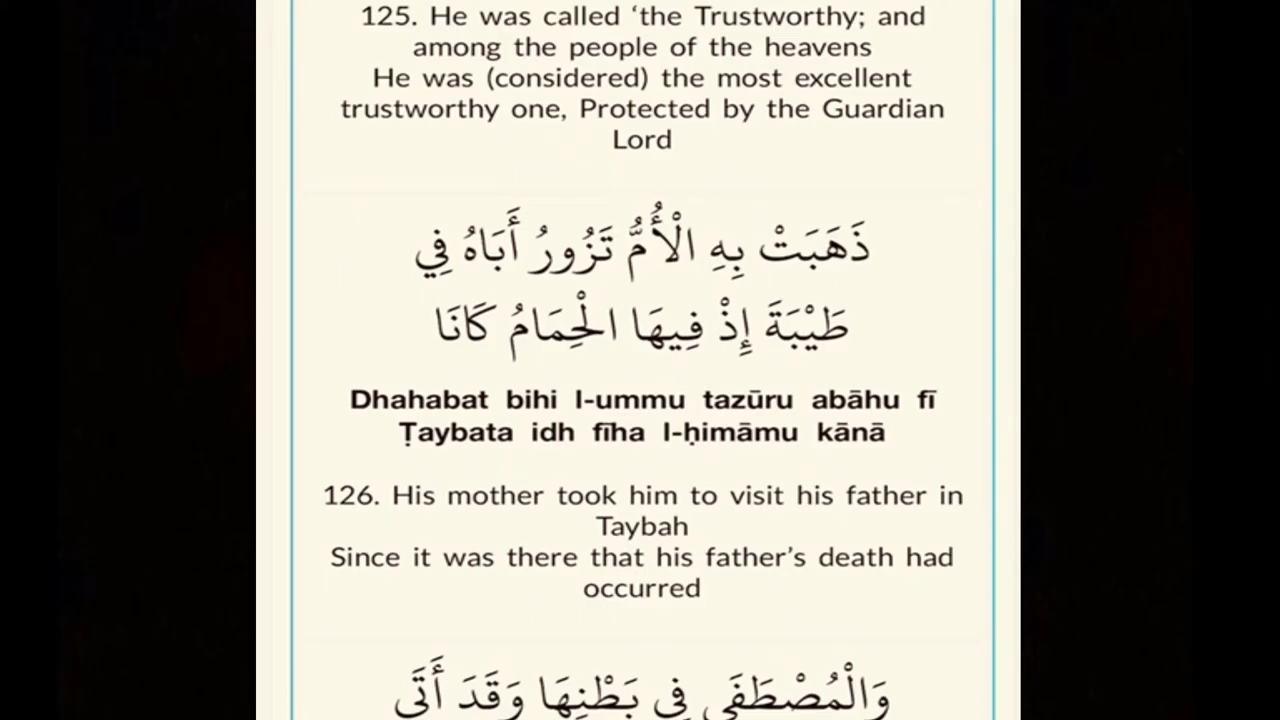 125. He was called ‘the Trustworthy; and
among the people of the heavens
He was (considered) the most excellent
trustworthy one, Protected by the Guardian
Lord
ذَهَبَتْ بِهِ الْأُمُّ تَزُورُ أَبَاهُ فِي
طَيْبَةَ إِذْ فِيهَا الْحِمَامُ كَانَا
Dhahabat bihi l-ummu tazūru abāhu fī
Ṭaybata idh fīha l-ḥimāmu kānā
126. His mother took him to visit his father in
Taybah
Since it was there that his father’s death had
occurred
وَالْمُصْطَفَى فِي بَطْنِهَا وَقَدَ أَتَى